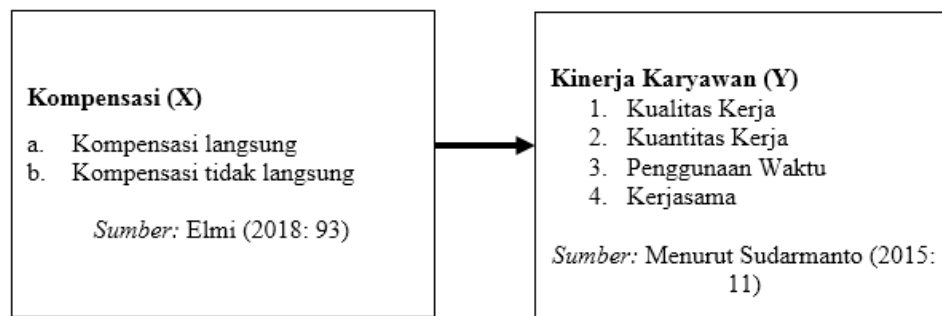 Kompensasi (X)
a. Kompensasi langsung
b. Kompensasi tidak langsung
Sumber: Elmi (2018: 93)
Kinerja Karyawan (Y)
1. Kualitas Kerja
2. Kuantitas Kerja
3. Penggunaan Waktu
4. Kerjasama
Sumber: Menurut Sudarmanto (2015:
11)